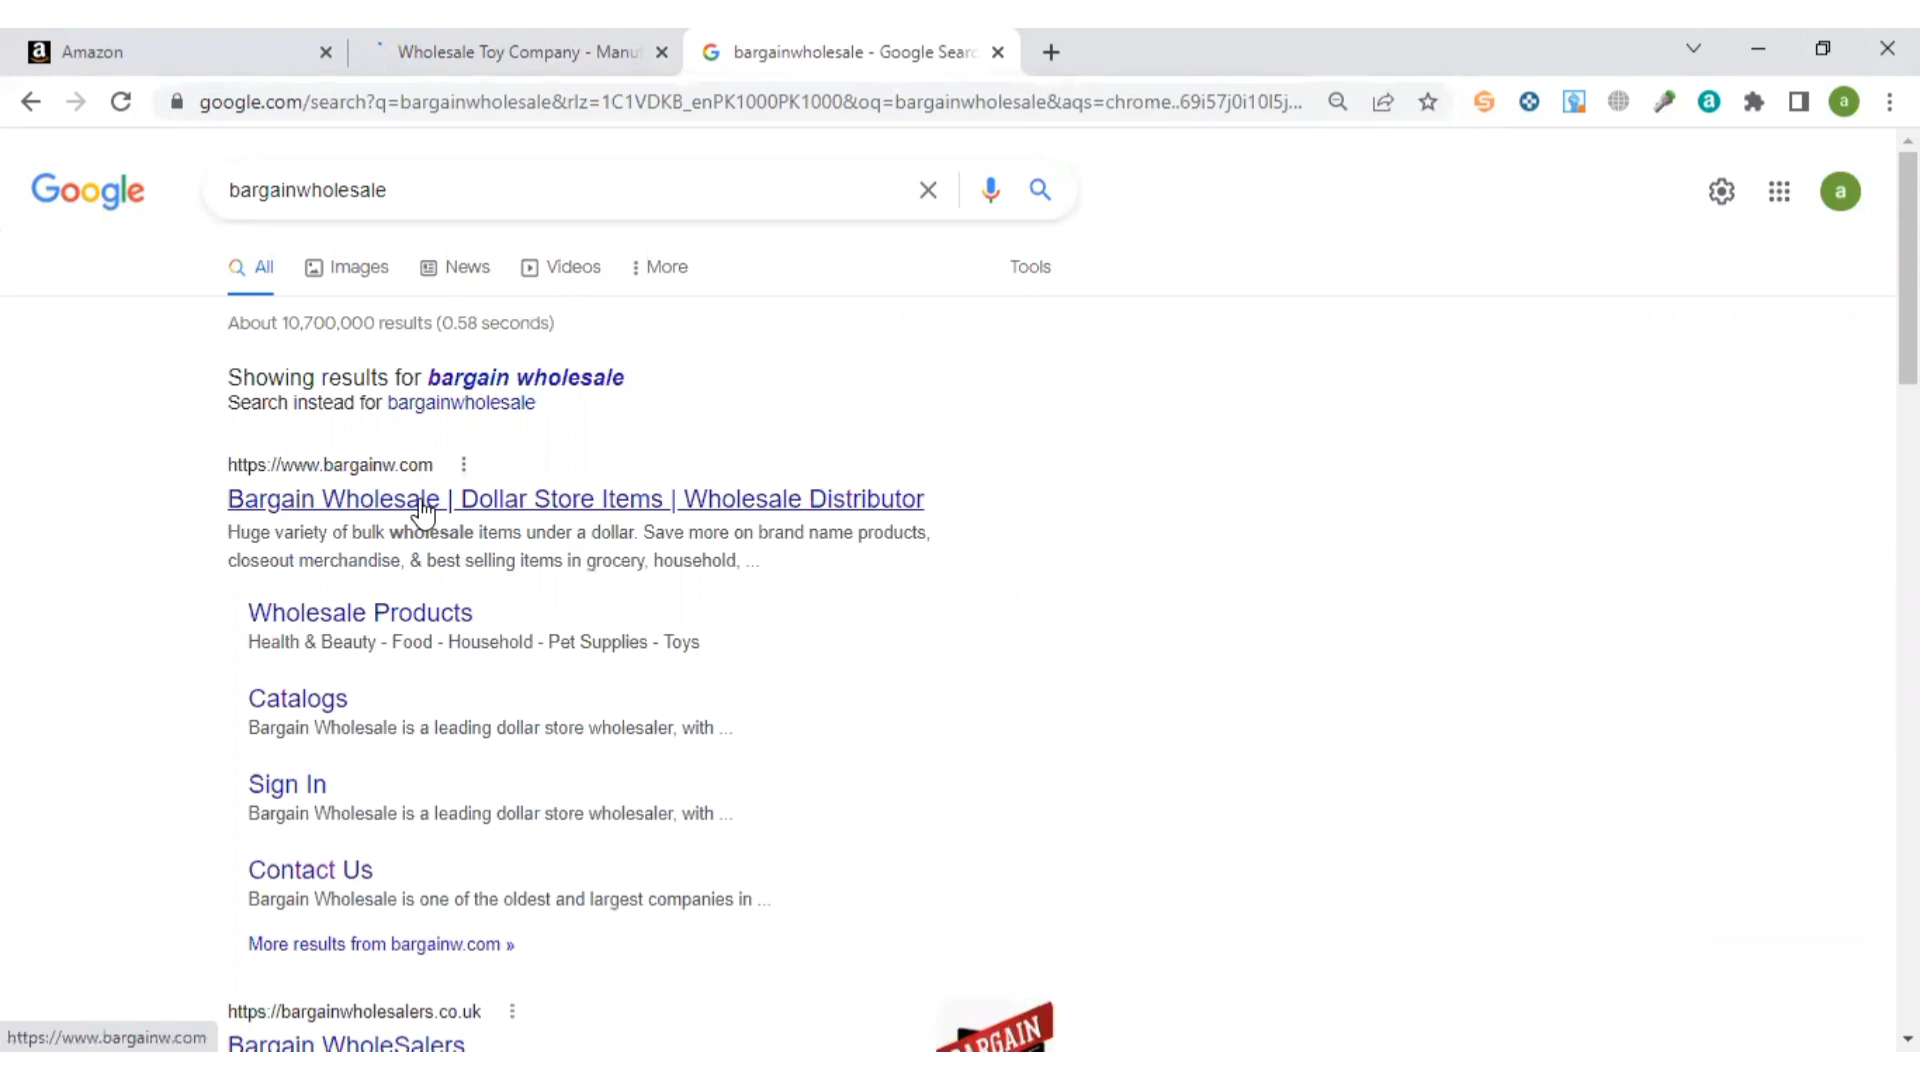 Amazon
Wholesale Toy Company - Manu
bargainwholesale - Google Searc
google.com/search?q=bargainwholesale&rlz=1C1VDKB_enPK1000PK1000&oq=bargainwholesale&aqs=chrome..69i57j0i10l5j...
Google
bargainwholesale
All
Images
News
Videos
More
Tools
About 10,700,000 results (0.58 seconds)
Showing results for bargain wholesale
Search instead for bargainwholesale
https://www.bargainw.com
Bargain Wholesale | Dollar Store Items | Wholesale Distributor
Huge variety of bulk wholesale items under a dollar. Save more on brand name products,
closeout merchandise, & best selling items in grocery, household, ...
Wholesale Products
Health & Beauty - Food - Household - Pet Supplies - Toys
Catalogs
Bargain Wholesale is a leading dollar store wholesaler, with ...
Sign In
Bargain Wholesale is a leading dollar store wholesaler, with ...
Contact Us
Bargain Wholesale is one of the oldest and largest companies in ...
More results from bargainw.com »
https://bargainwholesalers.co.uk
Bargain WholeSalers
BARGAIN
https://www.bargainw.com